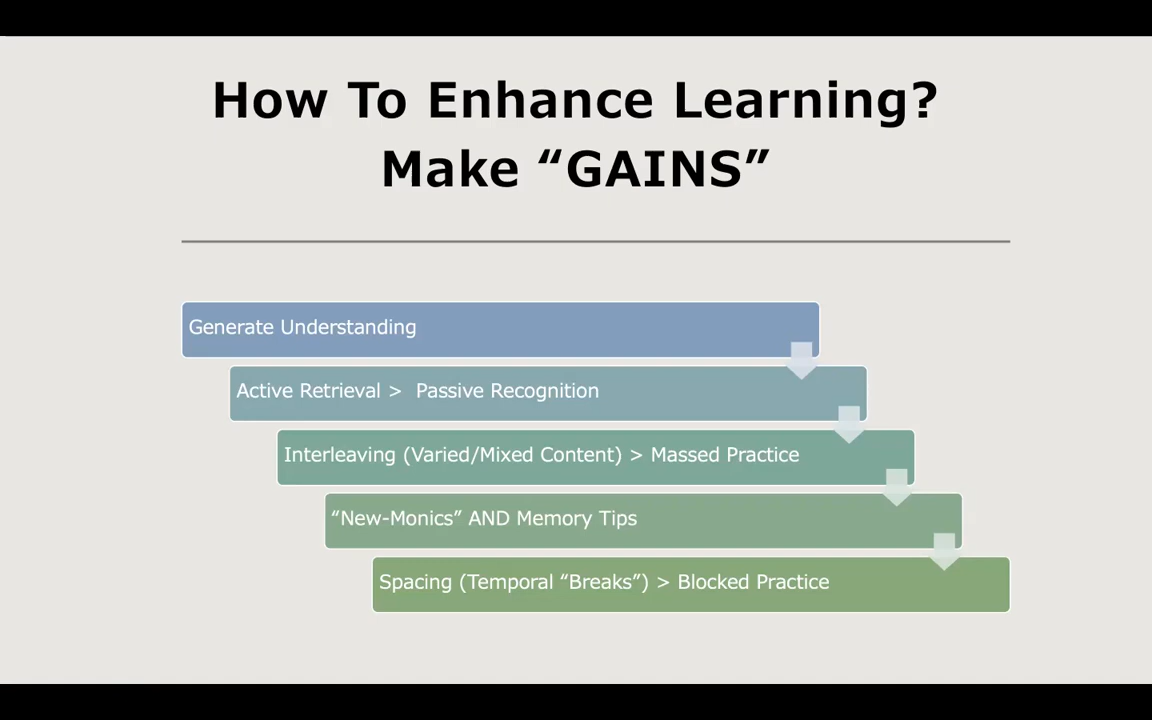 How To Enhance Learning?
Make “GAINS”
Generate Understanding
Active Retrieval > Passive Recognition
Interleaving (Varied/Mixed Content) > Massed Practice
“New-Monics” AND Memory Tips
Spacing (Temporal “Breaks”) > Blocked Practice